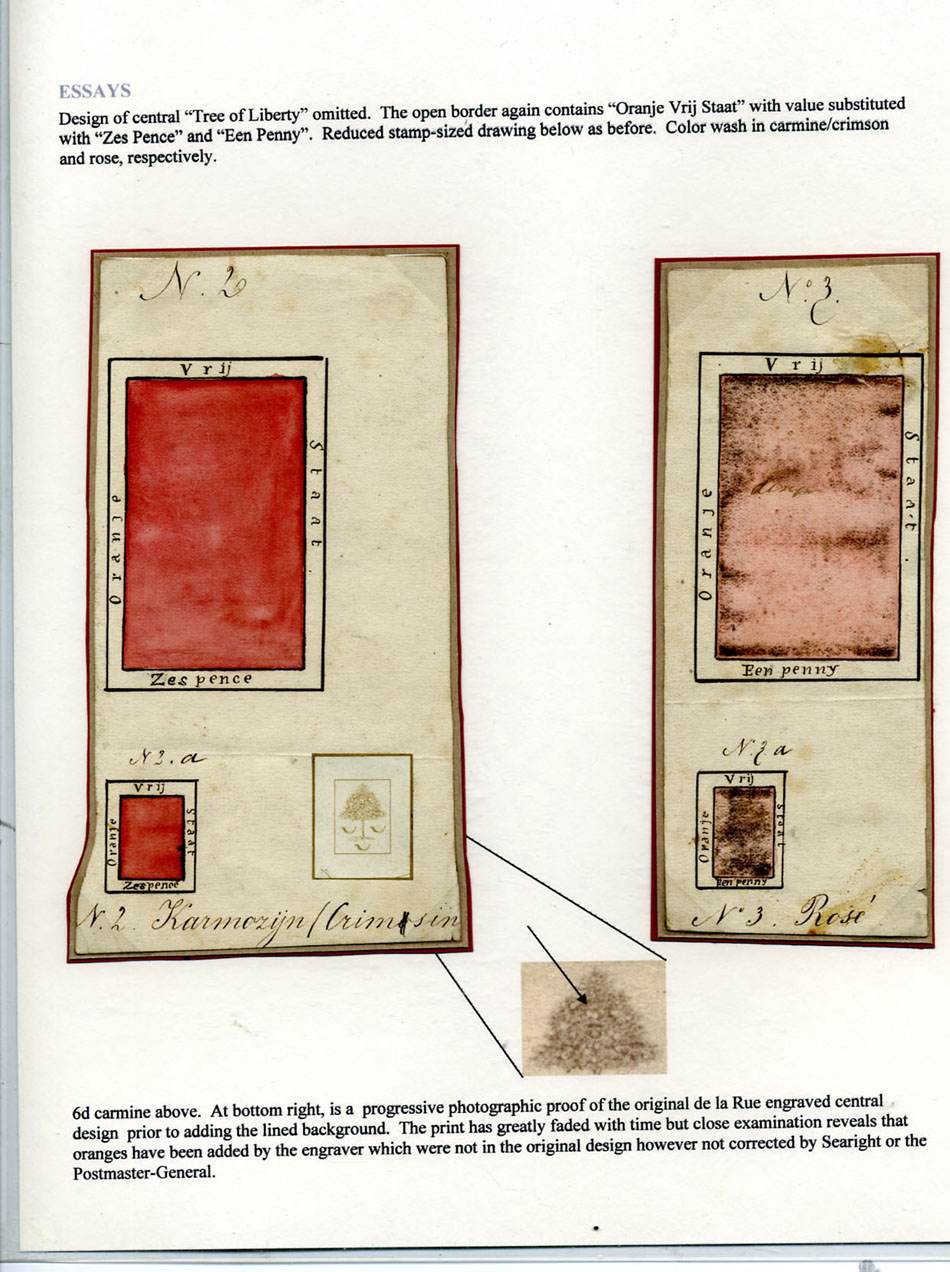 ESSAYS
Design of central “Tree of Liberty” omitted. The open border again contains “Oranje Vrij Staat” with value substituted
with “Zes Pence” and “Een Penny”. Reduced stamp-sized drawing below as before. Color wash in carmine/crimson
and rose, respectively.
N. 2
Vrij
Oranje
Staat
Zes pence
N 2. a
Vrij
Oranje
Staat
Zes pence
N. 2. Karmozijn / Crimosin
No 3.
Vrij
Oranje
Staat.
Een penny
N. 3 a
Vrij
Oranje
Staat
Een penny
No 3. Rosé
6d carmine above. At bottom right, is a progressive photographic proof of the original de la Rue engraved central
design prior to adding the lined background. The print has greatly faded with time but close examination reveals that
oranges have been added by the engraver which were not in the original design however not corrected by Searight or the
Postmaster-General.